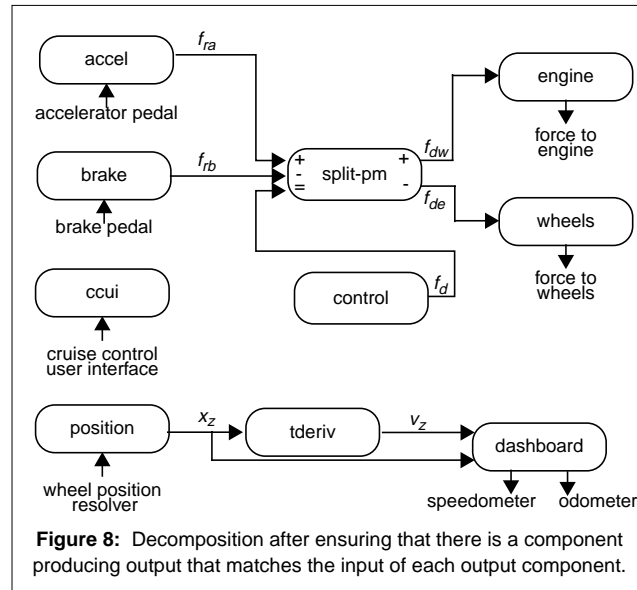 accel
f_ra
accelerator pedal
engine
force to
engine
brake
f_rb
brake pedal
+
-
=
split-pm
+
-
f_dw
f_de
wheels
force to
wheels
ccui
cruise control
user interface
control
f_d
position
x_z
wheel position
resolver
tderiv
v_z
dashboard
speedometer
odometer
Figure 8: Decomposition after ensuring that there is a component
producing output that matches the input of each output component.